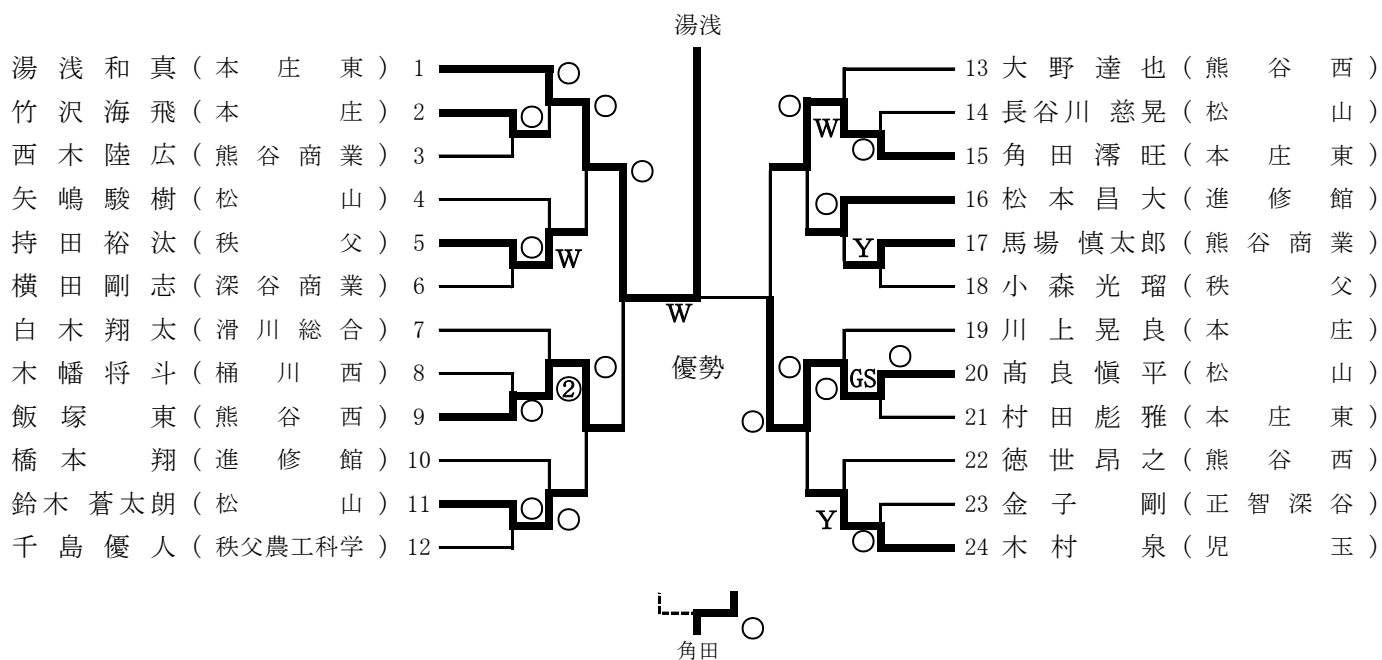 湯浅
湯浅和真(本庄東) 1
竹沢海飛(本庄) 2
西木陸広(熊谷商業) 3
矢嶋駿樹(松山) 4
持田裕汰(秩父) 5
横田剛志(深谷商業) 6
白木翔太(滑川総合) 7
木幡将斗(桶川西) 8
飯塚東(熊谷西) 9
橋本翔(進修館) 10
鈴木蒼太朗(松山) 11
千島優人(秩父農工科学) 12
W
②
W
優勢
13 大野達也(熊谷西)
14 長谷川慈晃(松山)
15 角田澪旺(本庄東)
16 松本昌大(進修館)
17 馬場慎太郎(熊谷商業)
18 小森光瑠(秩父)
19 川上晃良(本庄)
20 髙良愼平(松山)
21 村田彪雅(本庄東)
22 徳世昂之(熊谷西)
23 金子剛(正智深谷)
24 木村泉(児玉)
W
Y
GS
Y
角田